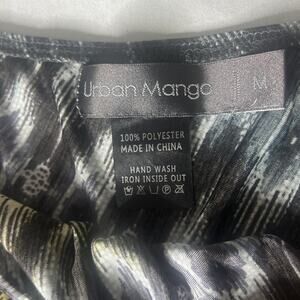 Urban Mango M
100% POLYESTER
MADE IN CHINA
HAND WASH
IRON INSIDE OUT